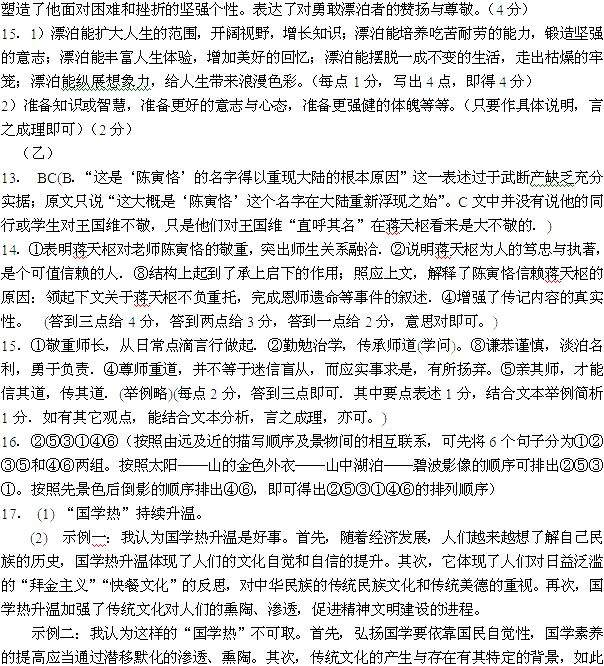 塑造了他面对困难和挫折的坚强个性。表达了对勇敢漂泊者的赞扬与尊敬。（4 分）
15．1）漂泊能扩大人生的范围，开阔视野，增长知识；漂泊能培养吃苦耐劳的能力，锻造坚强
的意志；漂泊能丰富人生体验，增加美好的回忆；漂泊能摆脱一成不变的生活，走出枯燥的牢
笼；漂泊能纵展想象力，给人生带来浪漫色彩。（每点 1 分，写出 4 点，即得 4 分）
2）准备知识或智慧，准备更好的意志与心态，准备更强健的体魄等等。（只要作具体说明，言
之成理即可）（2 分）
（乙）
13． BC(B．“这是‘陈寅恪’的名字得以重现大陆的根本原因”这一表述过于武断产缺乏充分
实据；原文只说“这大概是‘陈寅恪’这个名字在大陆重新浮现之始”。C 文中并没有说他的同
行或学生对王国维不敬，只是他们对王国维“直呼其名”在蒋天枢看来是大不敬的．)
14．①表明蒋天枢对老师陈寅恪的敬重，突出师生关系融洽．②说明蒋天枢为人的笃忠与执著，
是个可值信赖的人．③结构上起到了承上启下的作用；照应上文，解释了陈寅恪信赖蒋天枢的
原因；领起下文关于蒋天枢不负重托，完成恩师遗命等事件的叙述．④增强了传记内容的真实
性。 (答到三点给 4 分，答到两点给 3 分，答到一点给 2 分，意思对即可。)
15．①敬重师长，从日常点滴言行做起．②勤勉治学，传承师道(学问)。③谦恭谨慎，淡泊名
利，勇于负责．④尊师重道，并不等于迷信盲从，而应实事求是，有所扬弃。⑤亲其师，才能
信其道，传其道．(举例略)(每点 2 分，答到三点即可．其中要点表述 1 分，结合文本举例简析
1 分．如有其它观点，能结合文本分析，言之成理，亦可。)
16．②⑤③①④⑥（按照由远及近的描写顺序及景物间的相互联系，可先将 6 个句子分为①②
③⑤和④⑥两组。按照太阳——山的金色外衣——山中湖泊——碧波影像的顺序可排出②⑤③
①。按照先景色后倒影的顺序排出④⑥，即可得出②⑤③①④⑥的排列顺序）
17． (1) “国学热”持续升温。
(2) 示例一：我认为国学热升温是好事。首先，随着经济发展，人们越来越想了解自己民
族的历史，国学热升温体现了人们的文化自觉和自信的提升。其次，它体现了人们对日益泛滥
的“拜金主义”“快餐文化”的反思，对中华民族的传统民族文化和传统美德的重视。再次，国
学热升温加强了传统文化对人们的熏陶、渗透，促进精神文明建设的进程。
示例二：我认为这样的“国学热”不可取。首先，弘扬国学要依靠国民自觉性，国学素养
的提高应当通过潜移默化的渗透、熏陶。其次，传统文化的产生与存在有其特定的背景，如此